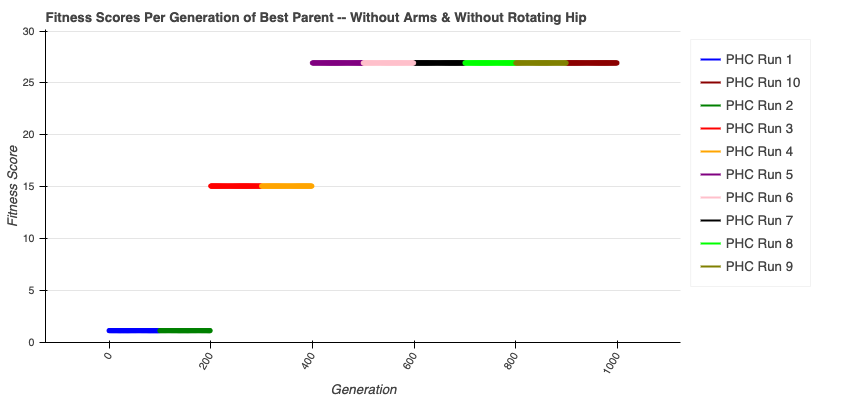 Fitness Scores Per Generation of Best Parent -- Without Arms & Without Rotating Hip
30
25
20
15
10
5
0
Fitness Score
0
200
400
600
800
1000
Generation
PHC Run 1
PHC Run 10
PHC Run 2
PHC Run 3
PHC Run 4
PHC Run 5
PHC Run 6
PHC Run 7
PHC Run 8
PHC Run 9